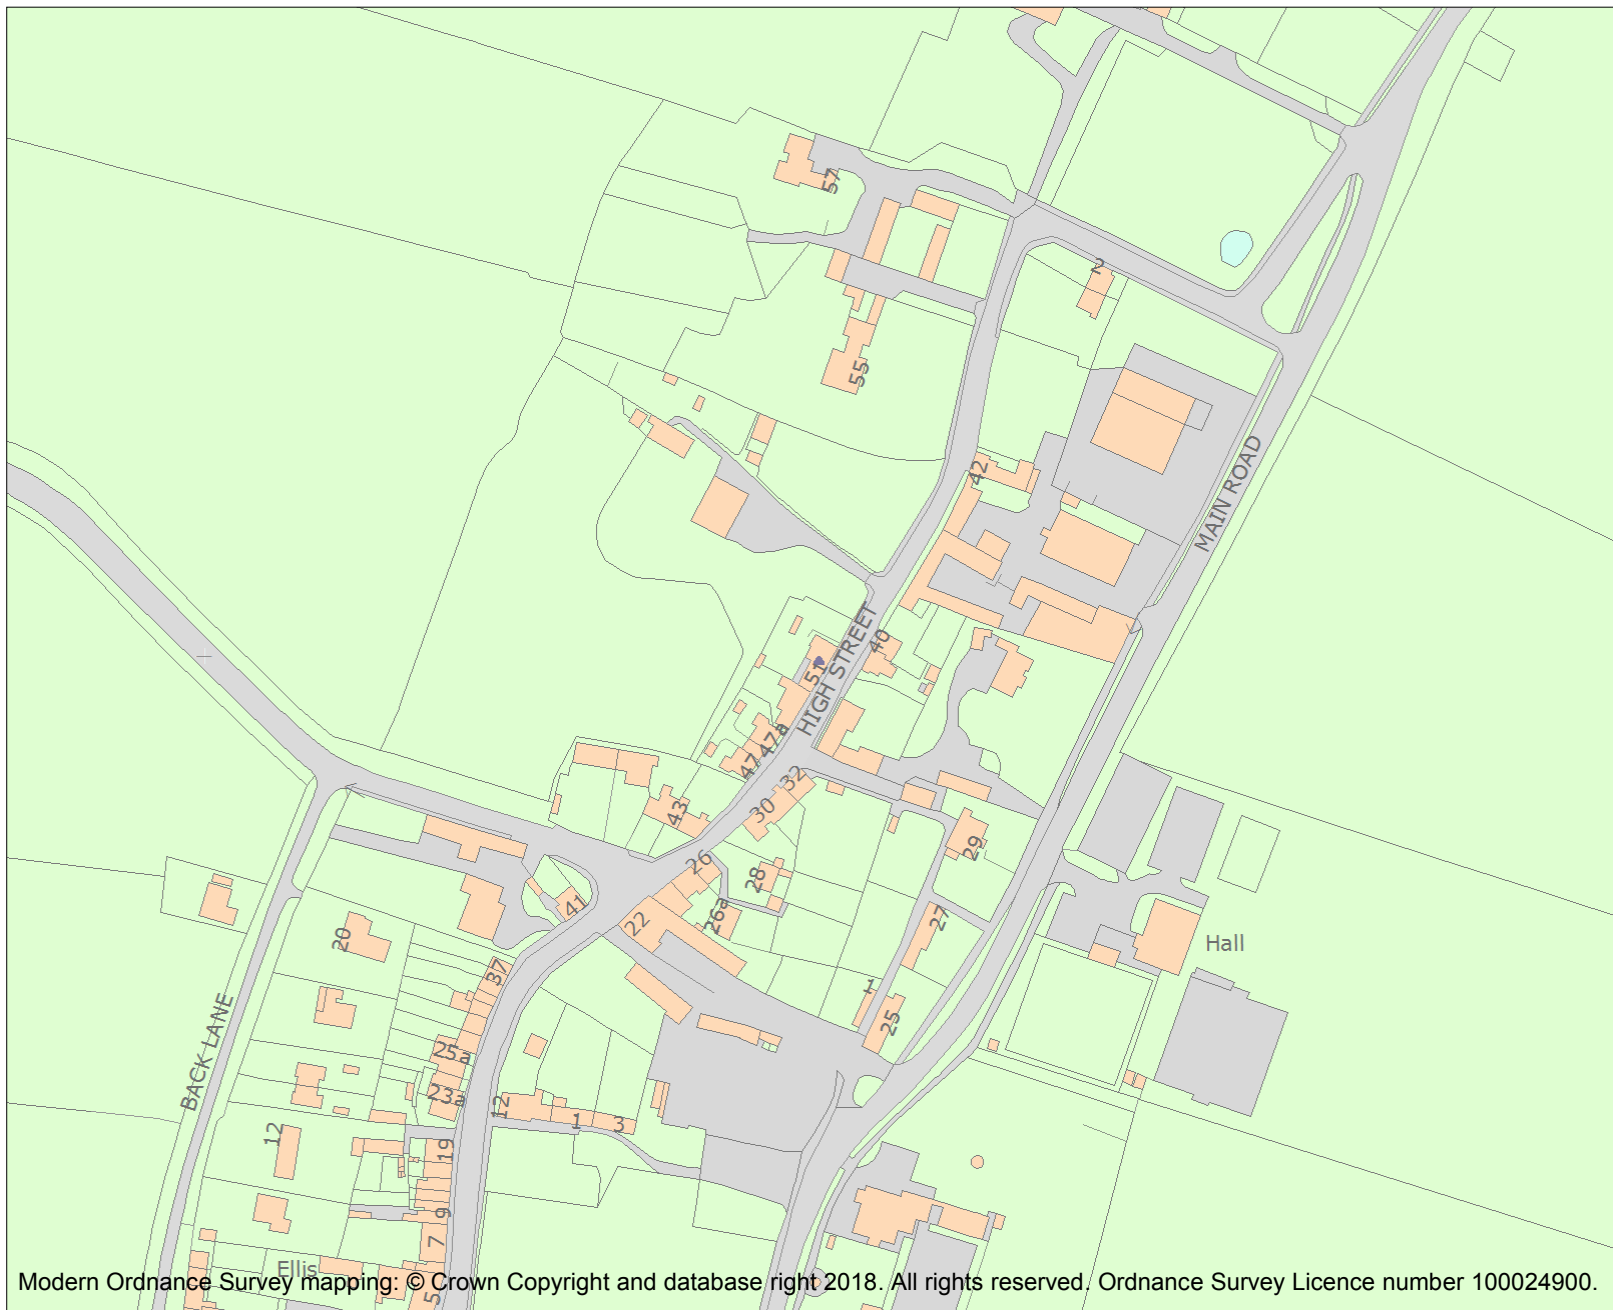 57
2
55
MAIN ROAD
42
HIGH STREET
40
51
47a
47
32
30
43
29
26
28
41
26a
22
27
Hall
20
37
1
25
BACK LANE
25a
23a
12
1
3
12
19
9
7
Ellis
5
Modern Ordnance Survey mapping: © Crown Copyright and database right 2018. All rights reserved. Ordnance Survey Licence number 100024900.